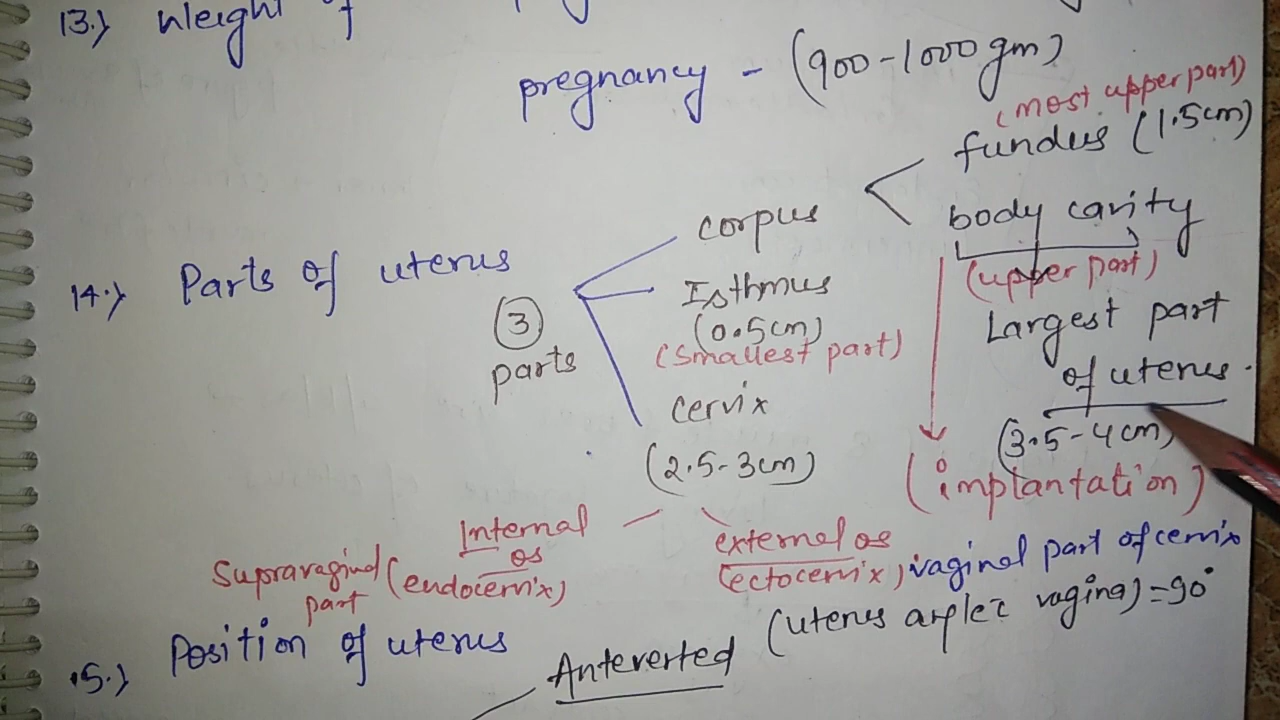 13.) Weight of
pregnancy - (900-1000 gm)
(most upper part)
fundus (1.5cm)
corpus
body cavity
(upper part)
14.) Parts of uterus
3
parts
Isthmus
(0.5cm)
(Smallest part)
Largest part
of uterus.
(3.5-4cm)
cervix
(2.5-3cm)
(implantation)
Internal
os
(endocervix)
Supravaginal
part
external os
(ectocervix) vaginal part of cervix
15.) Position of uterus
Anteverted (uterus angle c̄ vagina) = 90°